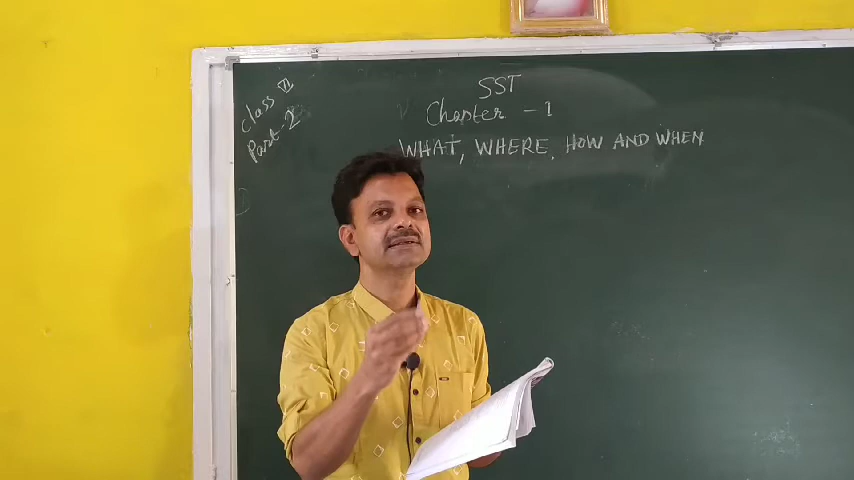 Class VI
Part-2
SST
Chapter - 1
WHAT, WHERE, HOW AND WHEN